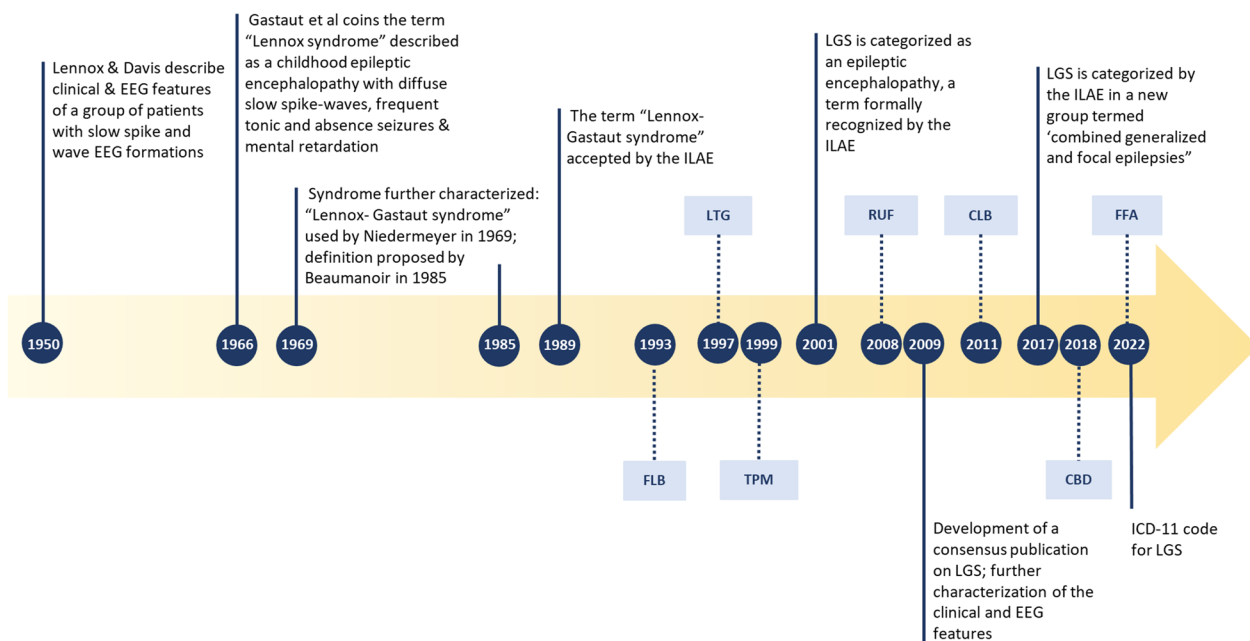 Lennox & Davis describe
clinical & EEG features
of a group of patients
with slow spike and
wave EEG formations
Gastaut et al coins the term
“Lennox syndrome” described
as a childhood epileptic
encephalopathy with diffuse
slow spike-waves, frequent
tonic and absence seizures &
mental retardation
Syndrome further characterized:
“Lennox- Gastaut syndrome”
used by Niedermeyer in 1969;
definition proposed by
Beaumanoir in 1985
The term “Lennox-
Gastaut syndrome”
accepted by the ILAE
LGS is categorized as
an epileptic
encephalopathy, a
term formally
recognized by the
ILAE
LGS is categorized by
the ILAE in a new
group termed
‘combined generalized
and focal epilepsies”
LTG
RUF
CLB
FFA
1950
1966
1969
1985
1989
1993
1997
1999
2001
2008
2009
2011
2017
2018
2022
FLB
TPM
CBD
Development of a
consensus publication
on LGS; further
characterization of the
clinical and EEG
features
ICD-11 code
for LGS